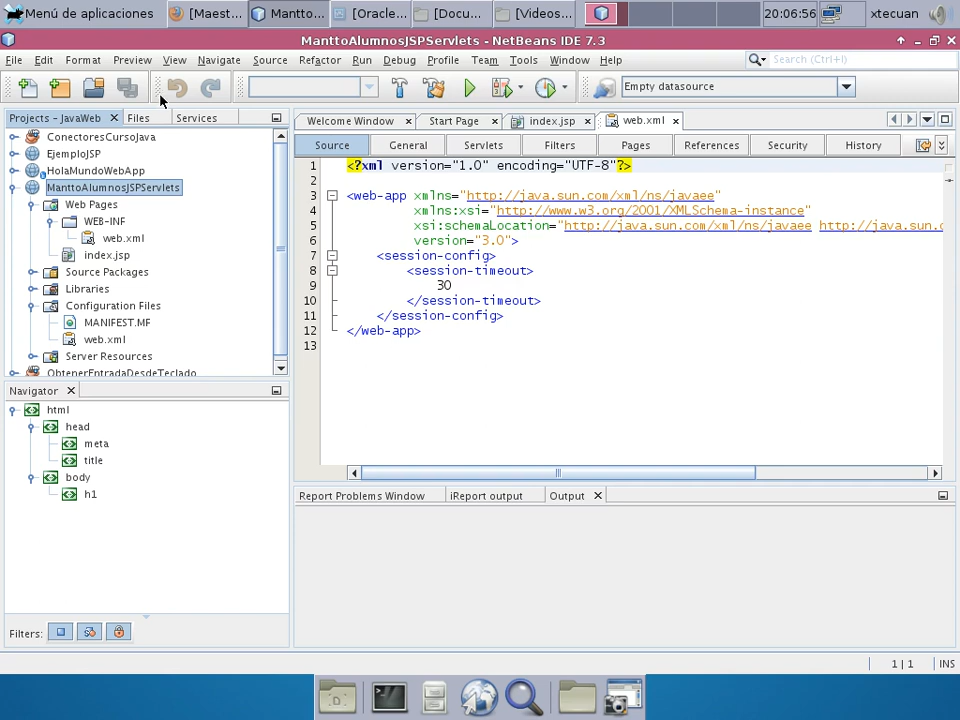 Menú de aplicaciones [Maest... Mantto... [Oracle... [Docu... [Videos... 20:06:56 xtecuan
ManttoAlumnosJSPServlets - NetBeans IDE 7.3
File Edit Format Preview View Navigate Source Refactor Run Debug Profile Team Tools Window Help Search (Ctrl+I)
Empty datasource
Projects - JavaWeb Files Services
Welcome Window Start Page index.jsp web.xml
Source General Servlets Filters Pages References Security History
ConectoresCursoJava
EjemploJSP
HolaMundoWebApp
ManttoAlumnosJSPServlets
Web Pages
WEB-INF
web.xml
index.jsp
Source Packages
Libraries
Configuration Files
MANIFEST.MF
web.xml
Server Resources
ObtenerEntradaDesdeTeclado
1 <?xml version="1.0" encoding="UTF-8"?>
2
3 <web-app xmlns="http://java.sun.com/xml/ns/javaee"
4 xmlns:xsi="http://www.w3.org/2001/XMLSchema-instance"
5 xsi:schemaLocation="http://java.sun.com/xml/ns/javaee http://java.sun.c
6 version="3.0">
7 <session-config>
8 <session-timeout>
9 30
10 </session-timeout>
11 </session-config>
12 </web-app>
13
Navigator
html
head
meta
title
body
h1
Filters:
Report Problems Window iReport output Output
1 | 1 INS